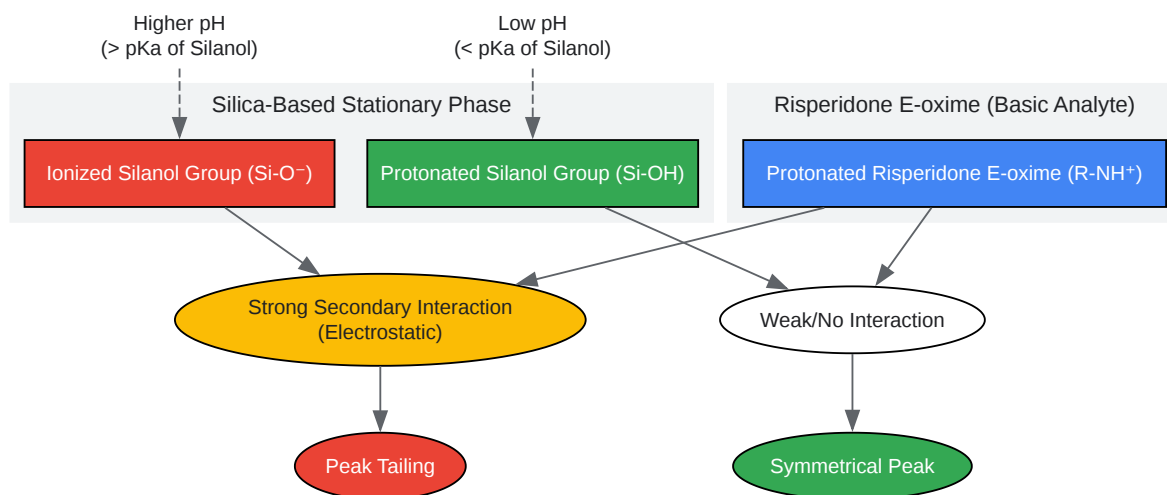 Higher pH
(> pKa of Silanol)
Low pH
(< pKa of Silanol)
Silica-Based Stationary Phase
Risperidone E-oxime (Basic Analyte)
Ionized Silanol Group (Si-O⁻)
Protonated Silanol Group (Si-OH)
Protonated Risperidone E-oxime (R-NH⁺)
Strong Secondary Interaction
(Electrostatic)
Weak/No Interaction
Peak Tailing
Symmetrical Peak